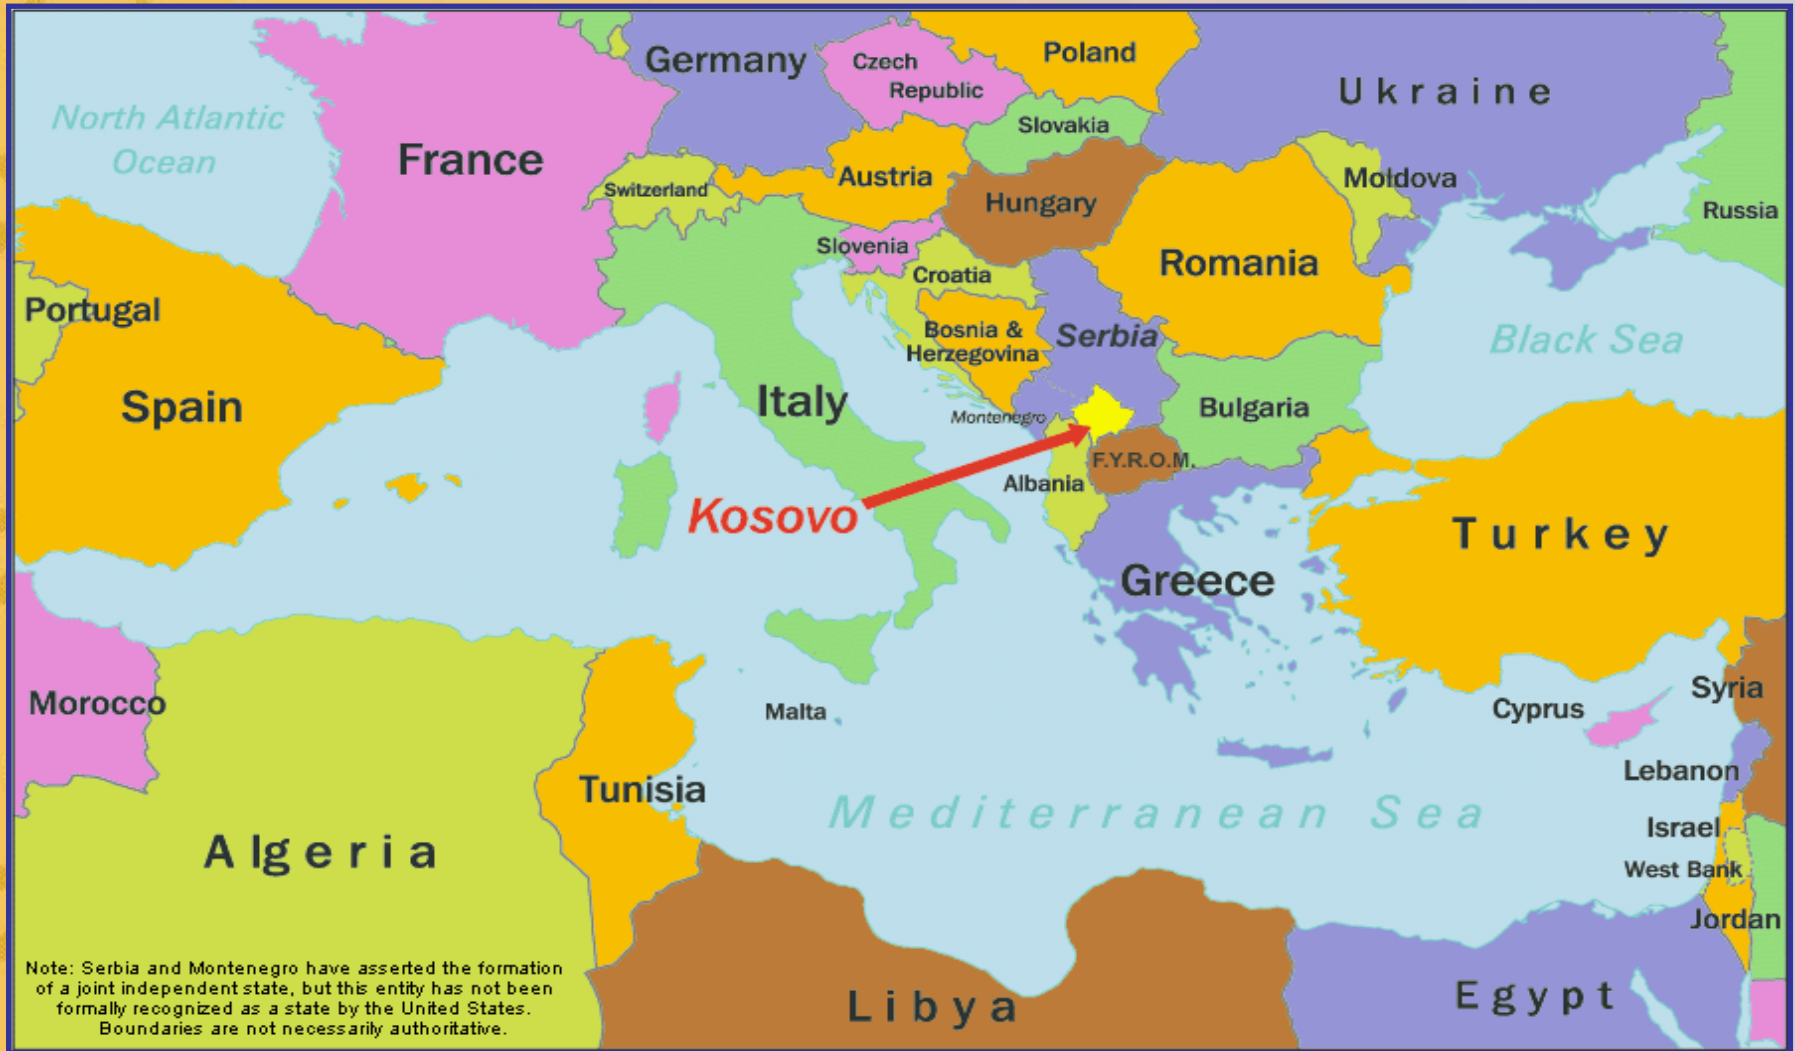 Germany
Czech
Republic
Poland
Ukraine
North Atlantic
Ocean
France
Slovakia
Switzerland
Austria
Hungary
Moldova
Russia
Slovenia
Croatia
Romania
Portugal
Bosnia &
Herzegovina
Serbia
Black Sea
Spain
Italy
Montenegro
Bulgaria
F.Y.R.O.M.
Albania
Kosovo
Turkey
Greece
Morocco
Malta
Cyprus
Syria
Tunisia
Lebanon
Mediterranean Sea
Israel
Algeria
West Bank
Jordan
Note: Serbia and Montenegro have asserted the formation
of a joint independent state, but this entity has not been
formally recognized as a state by the United States.
Boundaries are not necessarily authoritative.
Libya
Egypt